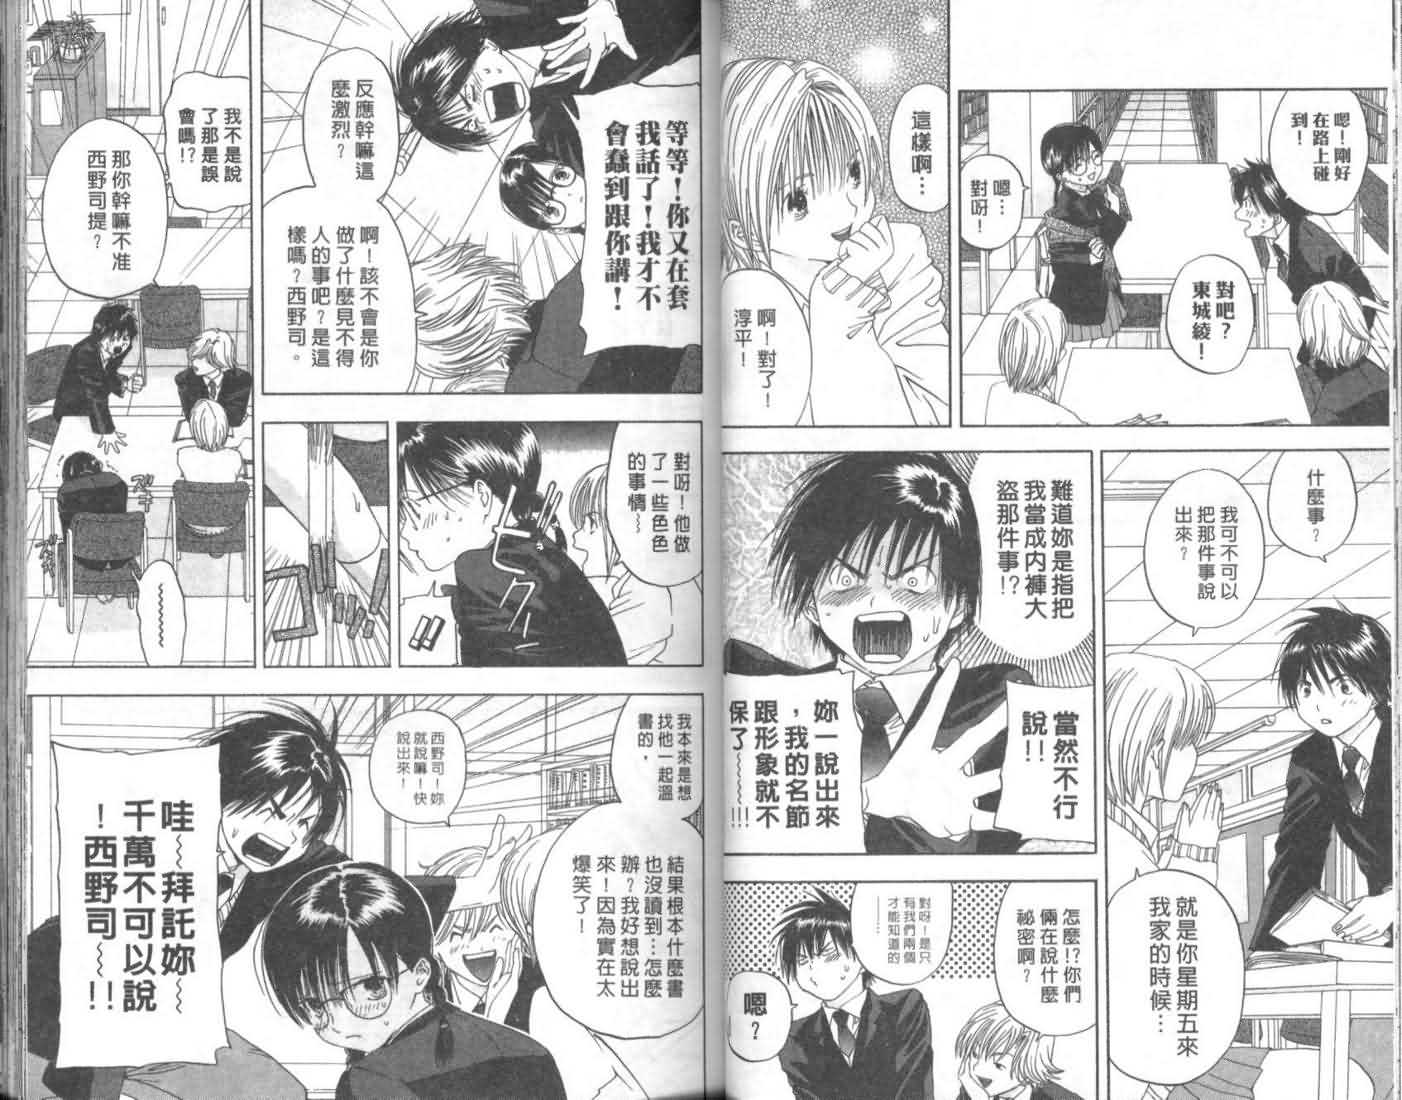 嗯！剛好
在路上碰
到！
嗯…
對呀！
對吧？
東城綾！
這樣啊…
啊！對了！
淳平！
什麼事？
我可不可以
把那件事說
出來？
就是你星期五來
我家的時候…
難道妳是指把
我當成內褲大
盜那件事！？
當然不行
說！！
妳一說出來
，我的名節
跟形象就不
保了～～！！！
怎麼！？你們
倆在說什麼
祕密啊？
對呀！是只
有我們兩個
才能知道的
…………
嗯？
等等！你又在套
我話了！我才不
會蠢到跟你講！
反應幹嘛這
麼激烈？
啊！該不會是你
做了什麼見不得
人的事吧？是這
樣嗎？西野司。
我不是說
了那是誤
會嗎！？
那你幹嘛不准
西野司提？
對呀！他做
了一些色色
的事情～
ビクッ
!!
ズキ
我本來是想
找他一起溫
書的，
結果根本什麼書
也沒讀到…怎麼
辦？我好想說出
來！因為實在太
爆笑了！
西野司！妳
就說嘛！快
說出來！
哇～拜託妳～
千萬不可以說
！西野司～！！